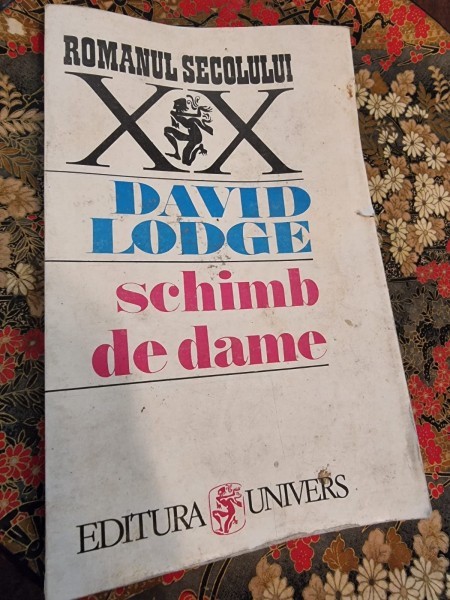 ROMANUL SECOLULUI
XX
DAVID
LODGE
schimb
de dame
EDITURA UNIVERS